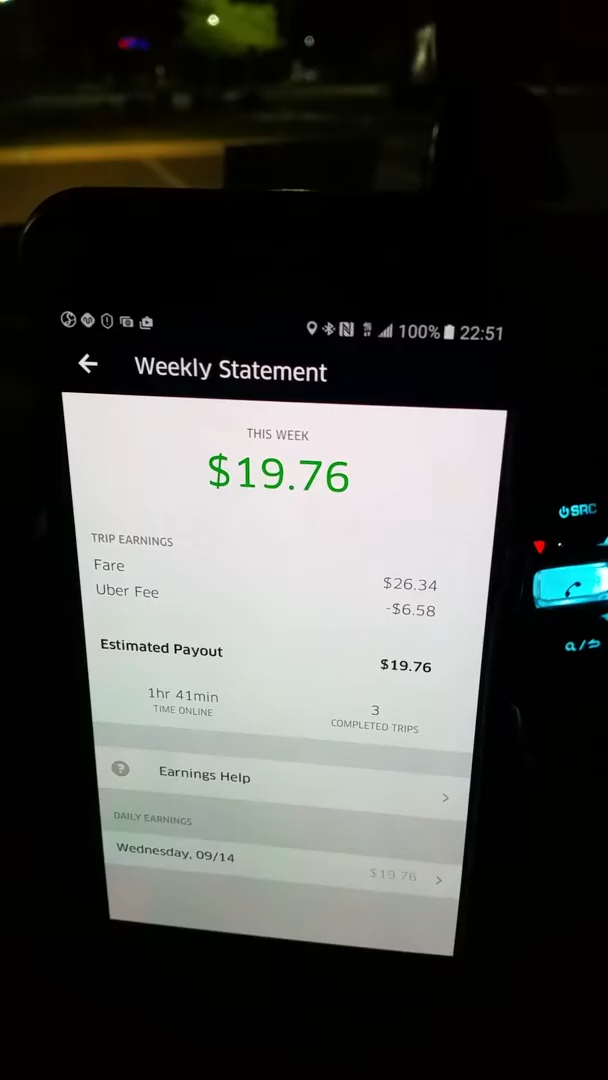 100% 22:51
Weekly Statement
THIS WEEK
$19.76
TRIP EARNINGS
Fare $26.34
Uber Fee -$6.58
Estimated Payout $19.76
1hr 41min 3
TIME ONLINE COMPLETED TRIPS
? Earnings Help
DAILY EARNINGS
Wednesday, 09/14 $19.76
SRC